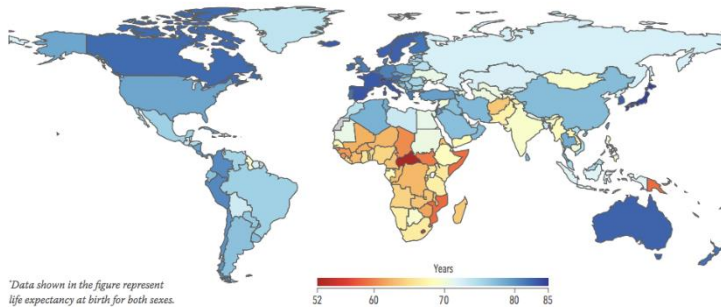 Years
52 60 70 80 85
*Data shown in the figure represent
life expectancy at birth for both sexes.